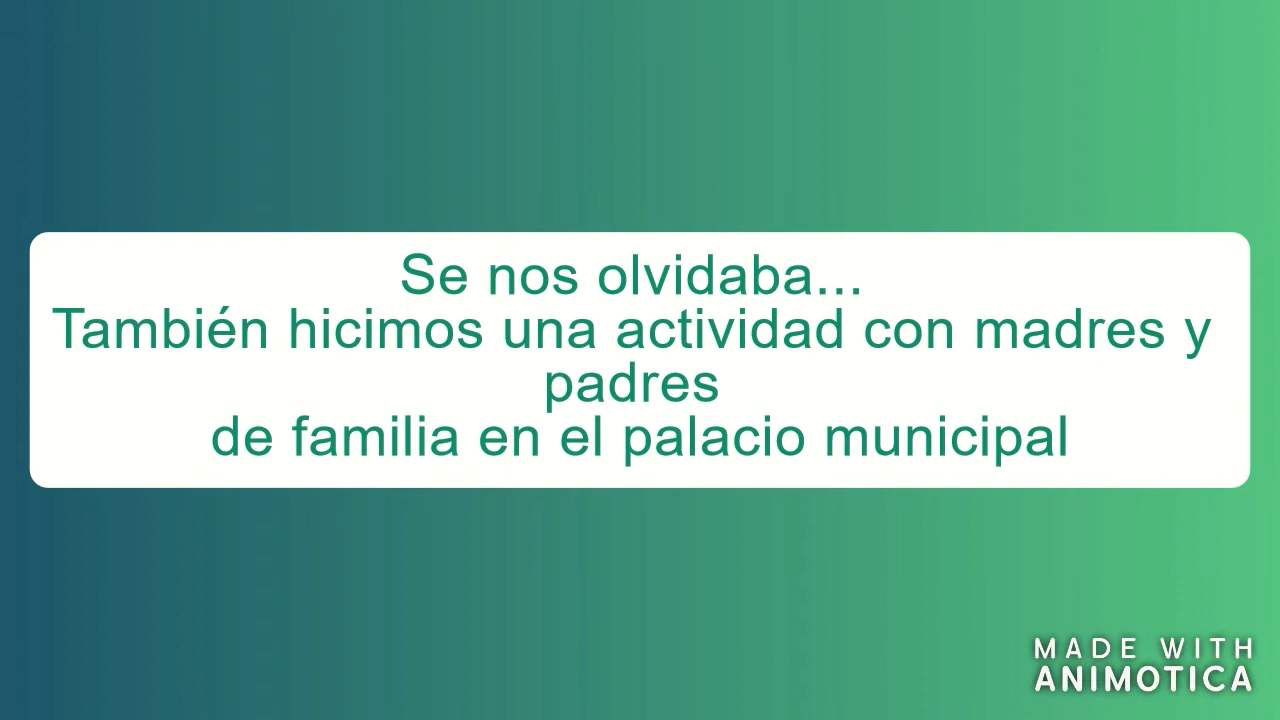 Se nos olvidaba...
También hicimos una actividad con madres y
padres
de familia en el palacio municipal
MADE WITH
ANIMOTICA